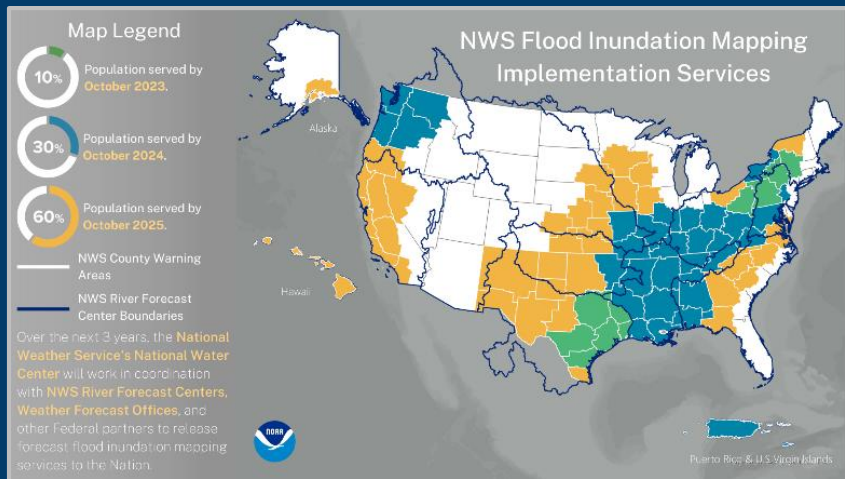 Map Legend
NWS Flood Inundation Mapping
Implementation Services
10%
Population served by
October 2023.
30%
Population served by
October 2024.
60%
Population served by
October 2025.
NWS County Warning
Areas
NWS River Forecast
Center Boundaries
Over the next 3 years, the National
Weather Service's National Water
Center will work in coordination
with NWS River Forecast Centers,
Weather Forecast Offices, and
other Federal partners to release
forecast flood inundation mapping
services to the Nation.
Alaska
Hawaii
NOAA
Puerto Rico & U.S Virgin Islands